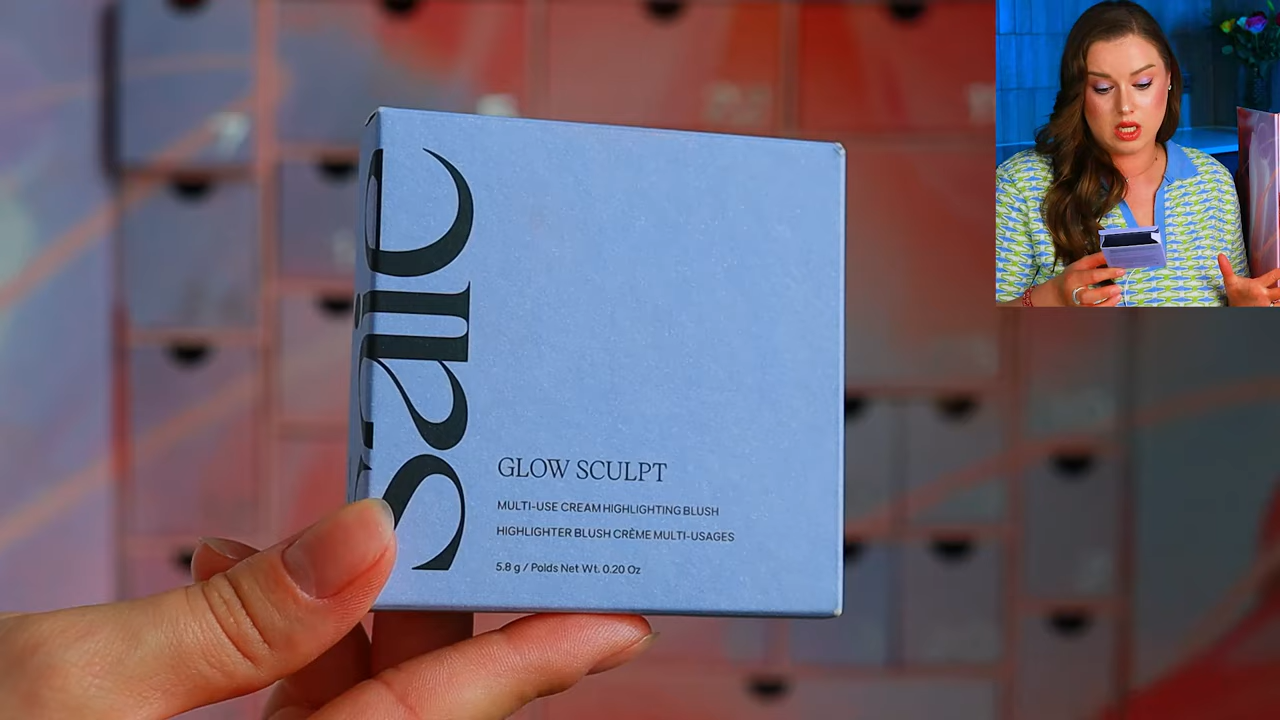 saie
GLOW SCULPT
MULTI-USE CREAM HIGHLIGHTING BLUSH
HIGHLIGHTER BLUSH CRÈME MULTI-USAGES
5.8 g / Poids Net Wt. 0.20 Oz